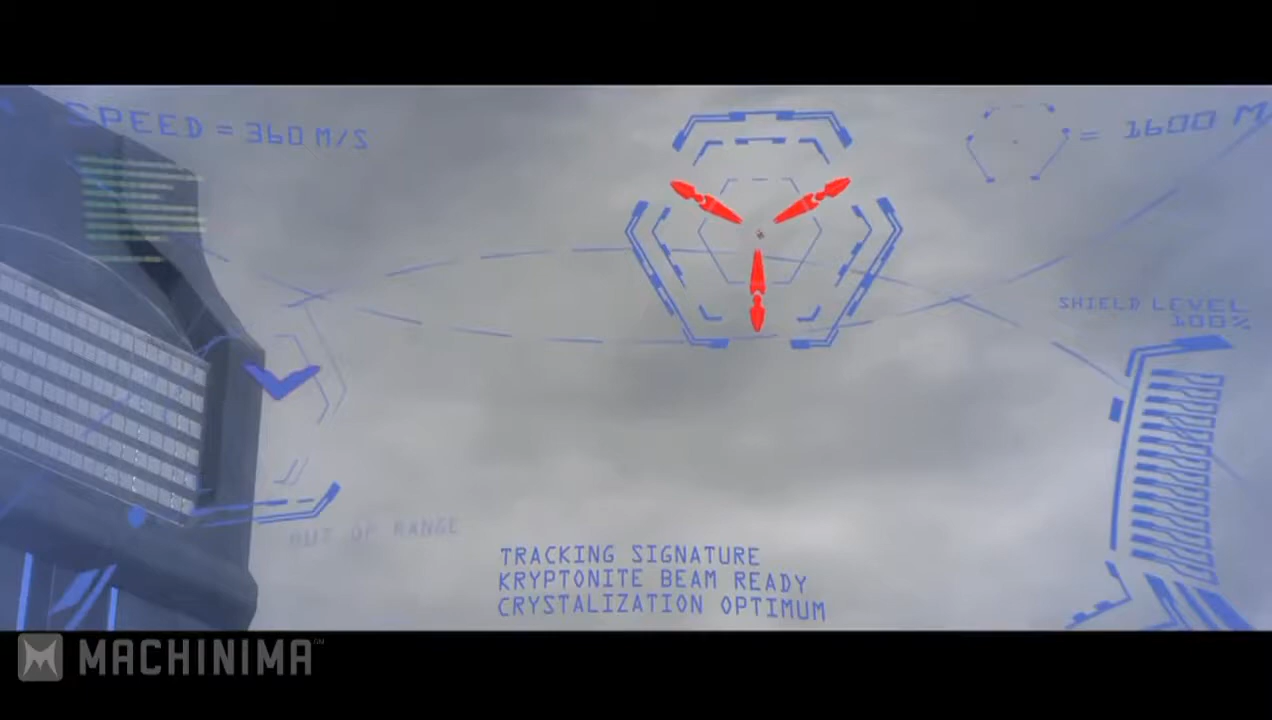 SPEED = 360 M/S
= 1600 M
SHIELD LEVEL
100%
OUT OF RANGE
TRACKING SIGNATURE
KRYPTONITE BEAM READY
CRYSTALIZATION OPTIMUM
MACHINIMA